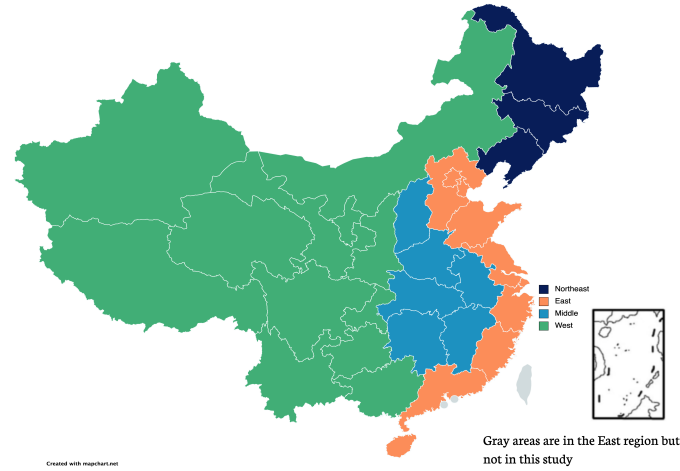 Northeast
East
Middle
West
Gray areas are in the East region but
not in this study
Created with mapchart.net